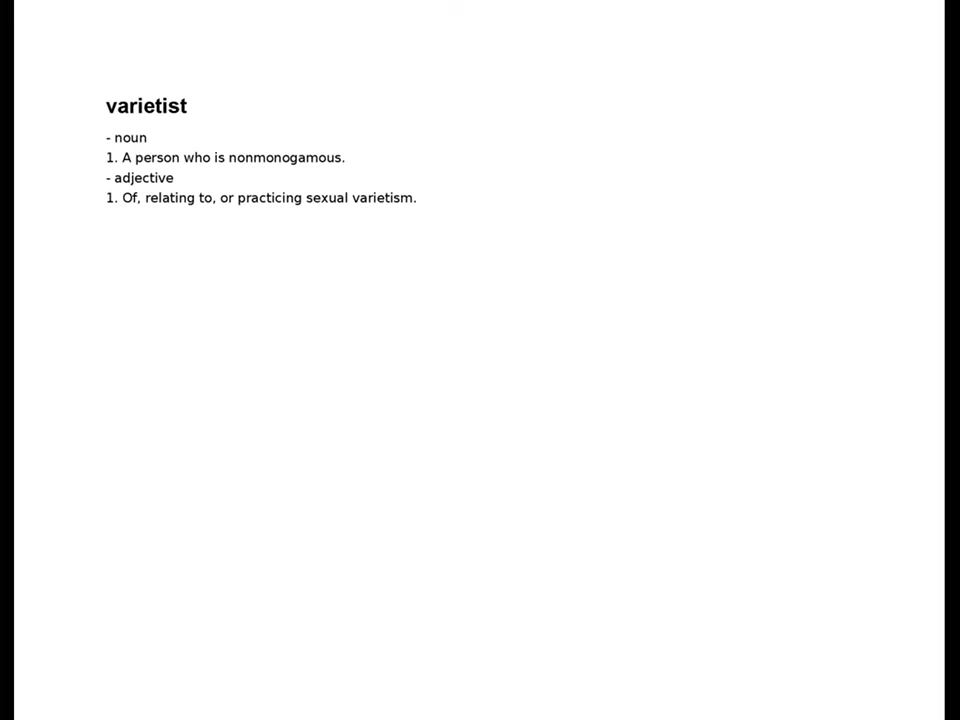 varietist
- noun
1. A person who is nonmonogamous.
- adjective
1. Of, relating to, or practicing sexual varietism.